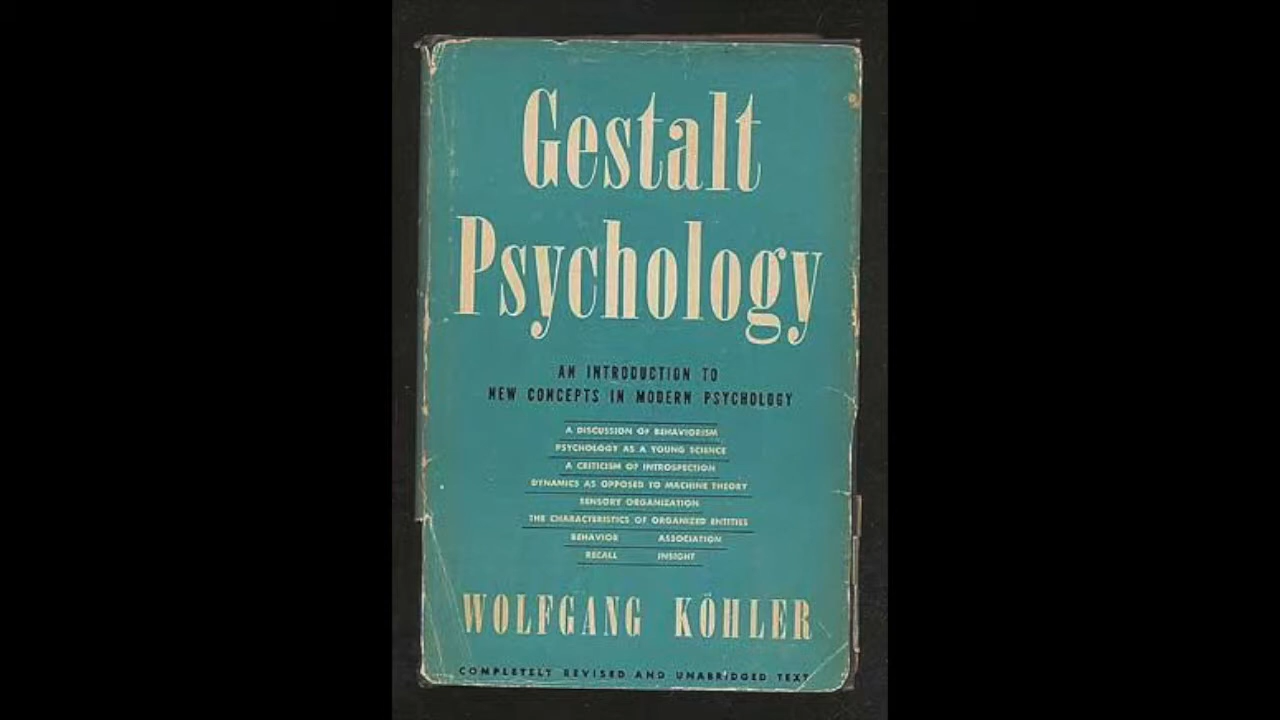 Gestalt
Psychology
AN INTRODUCTION TO
NEW CONCEPTS IN MODERN PSYCHOLOGY
A DISCUSSION OF BEHAVIORISM
PSYCHOLOGY AS A YOUNG SCIENCE
A CRITICISM OF INTROSPECTION
DYNAMICS AS OPPOSED TO MACHINE THEORY
SENSORY ORGANIZATION
THE CHARACTERISTICS OF ORGANIZED ENTITIES
BEHAVIOR ASSOCIATION
RECALL INSIGHT
WOLFGANG KÖHLER
COMPLETELY REVISED AND UNABRIDGED TEXT